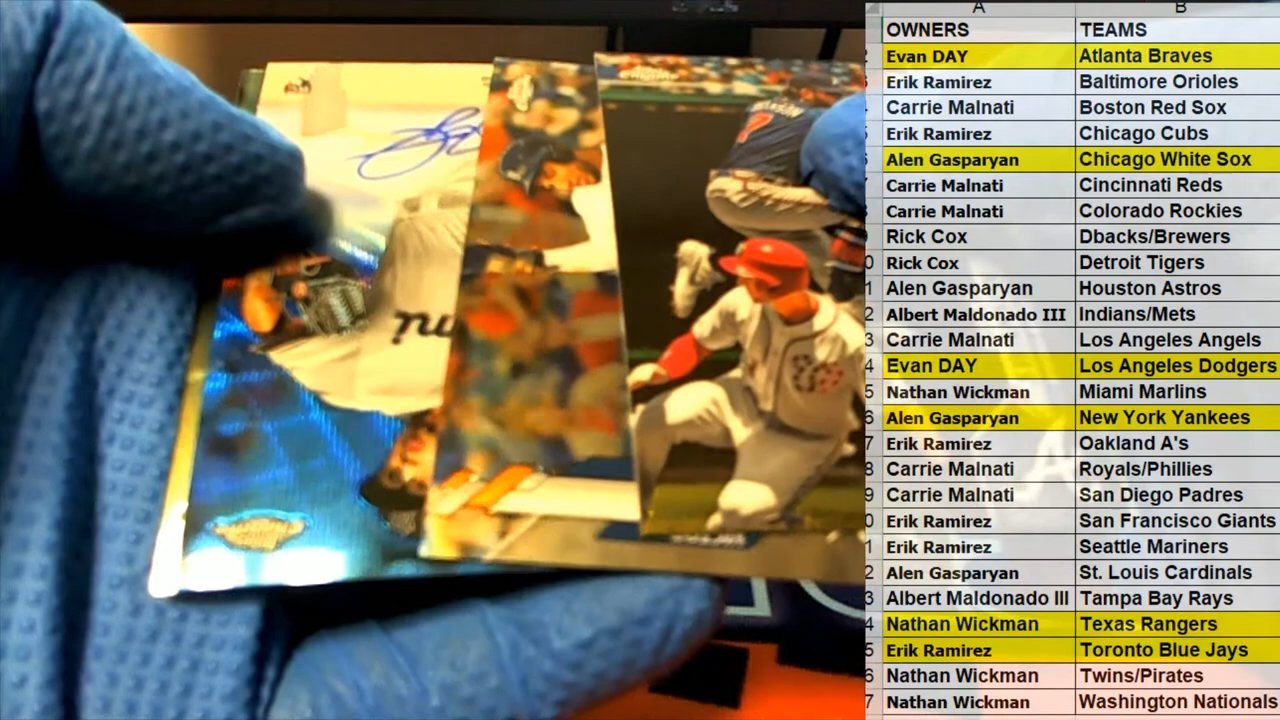 A B
OWNERS TEAMS
Evan DAY Atlanta Braves
Erik Ramirez Baltimore Orioles
Carrie Malnati Boston Red Sox
Erik Ramirez Chicago Cubs
Alen Gasparyan Chicago White Sox
Carrie Malnati Cincinnati Reds
Carrie Malnati Colorado Rockies
Rick Cox Dbacks/Brewers
Rick Cox Detroit Tigers
Alen Gasparyan Houston Astros
Albert Maldonado III Indians/Mets
Carrie Malnati Los Angeles Angels
Evan DAY Los Angeles Dodgers
Nathan Wickman Miami Marlins
Alen Gasparyan New York Yankees
Erik Ramirez Oakland A's
Carrie Malnati Royals/Phillies
Carrie Malnati San Diego Padres
Erik Ramirez San Francisco Giants
Erik Ramirez Seattle Mariners
Alen Gasparyan St. Louis Cardinals
Albert Maldonado III Tampa Bay Rays
Nathan Wickman Texas Rangers
Erik Ramirez Toronto Blue Jays
Nathan Wickman Twins/Pirates
Nathan Wickman Washington Nationals